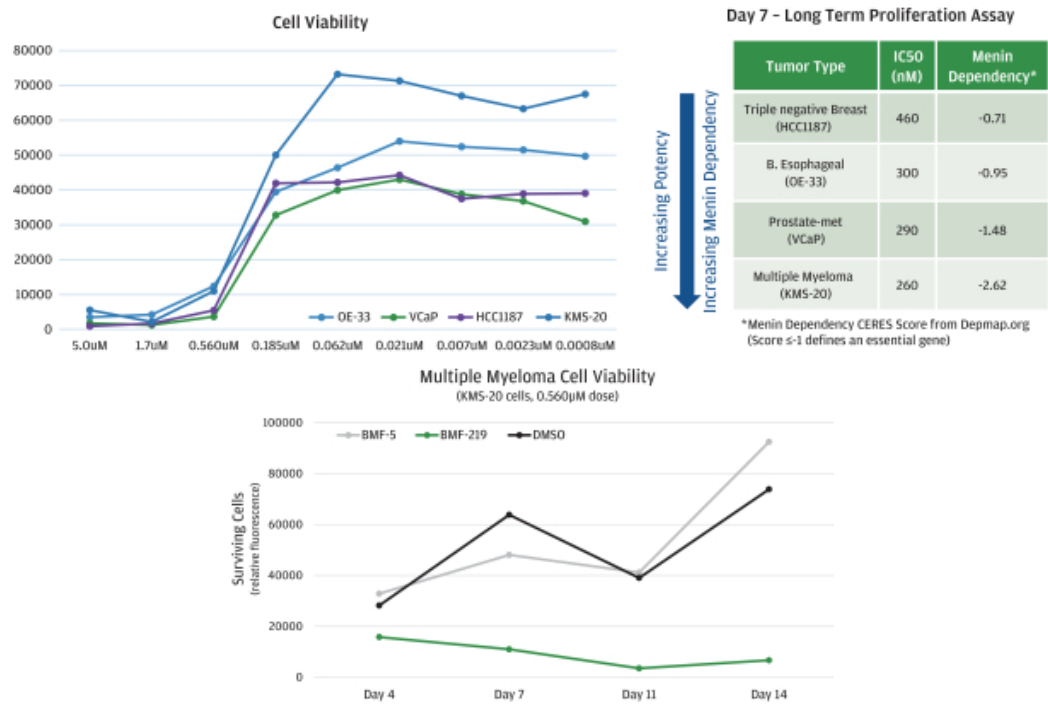 Cell Viability
80000
70000
60000
50000
40000
30000
20000
10000
0
OE-33 VCaP HCC1187 KMS-20
5.0uM 1.7uM 0.560uM 0.185uM 0.062uM 0.021uM 0.007uM 0.0023uM 0.0008uM
Day 7 – Long Term Proliferation Assay
Increasing Potency
Increasing Menin Dependency
Tumor Type IC50 (nM) Menin Dependency*
Triple negative Breast (HCC1187) 460 -0.71
B. Esophageal (OE-33) 300 -0.95
Prostate-met (VCaP) 290 -1.48
Multiple Myeloma (KMS-20) 260 -2.62
*Menin Dependency CERES Score from Depmap.org
(Score ≤-1 defines an essential gene)
Multiple Myeloma Cell Viability
(KMS-20 cells, 0.560µM dose)
BMF-5 BMF-219 DMSO
Surviving Cells
(relative fluorescence)
100000
80000
60000
40000
20000
0
Day 4 Day 7 Day 11 Day 14